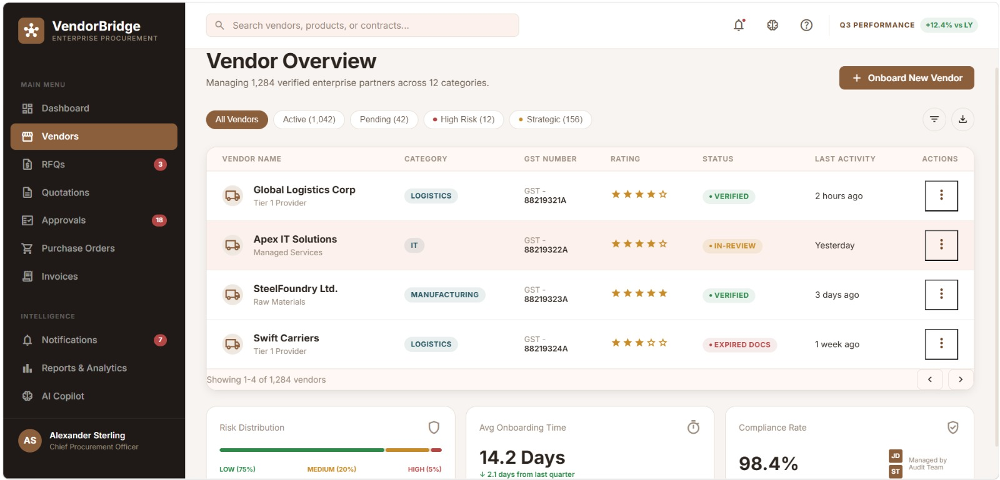 VendorBridge
ENTERPRISE PROCUREMENT
MAIN MENU
Dashboard
Vendors
RFQs 3
Quotations
Approvals 18
Purchase Orders
Invoices
INTELLIGENCE
Notifications 7
Reports & Analytics
AI Copilot
AS
Alexander Sterling
Chief Procurement Officer
Search vendors, products, or contracts...
Q3 PERFORMANCE +12.4% vs LY
Vendor Overview
Managing 1,284 verified enterprise partners across 12 categories.
+ Onboard New Vendor
All Vendors Active (1,042) Pending (42) High Risk (12) Strategic (156)
VENDOR NAME CATEGORY GST NUMBER RATING STATUS LAST ACTIVITY ACTIONS
Global Logistics Corp
Tier 1 Provider
LOGISTICS
GST -
88219321A
VERIFIED
2 hours ago
Apex IT Solutions
Managed Services
IT
GST -
88219322A
IN-REVIEW
Yesterday
SteelFoundry Ltd.
Raw Materials
MANUFACTURING
GST -
88219323A
VERIFIED
3 days ago
Swift Carriers
Tier 1 Provider
LOGISTICS
GST -
88219324A
EXPIRED DOCS
1 week ago
Showing 1-4 of 1,284 vendors
Risk Distribution
LOW (75%) MEDIUM (20%) HIGH (5%)
Avg Onboarding Time
14.2 Days
↓ 2.1 days from last quarter
Compliance Rate
98.4%
JD
ST
Managed by
Audit Team